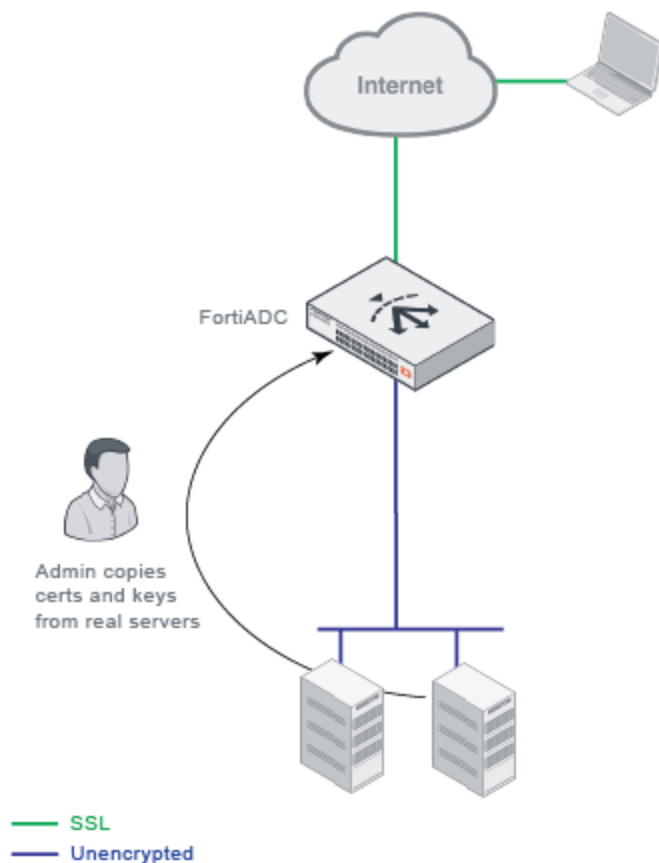 Internet
FortiADC
Admin copies
certs and keys
from real servers
SSL
Unencrypted